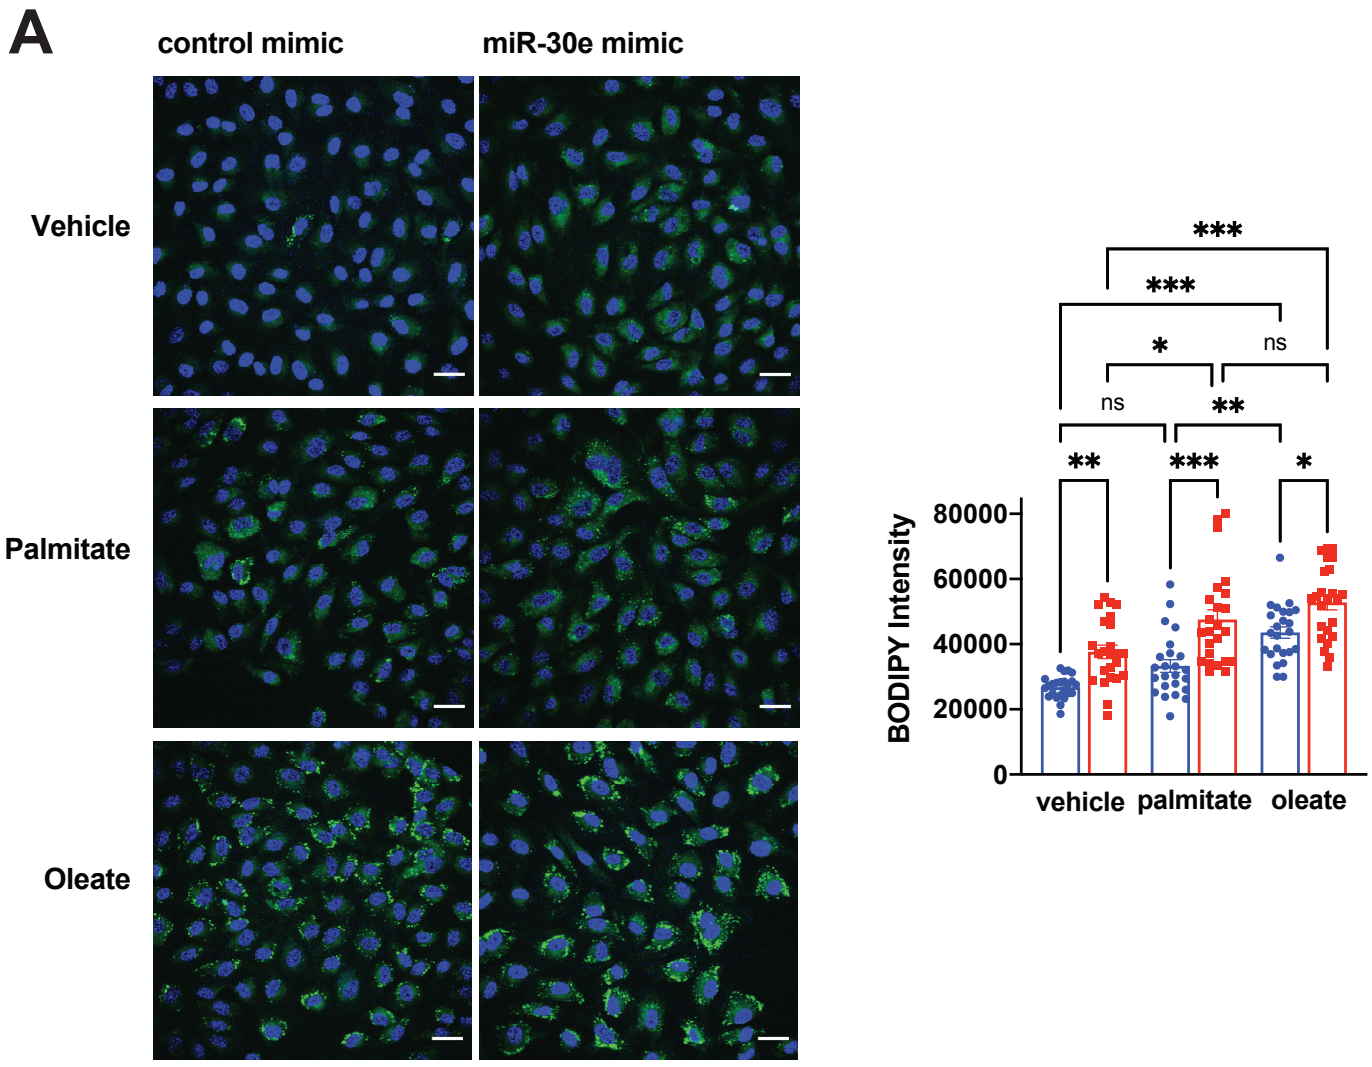 A
control mimic
miR-30e mimic
Vehicle
Palmitate
Oleate
***
***
*
ns
ns
**
**
***
*
BODIPY Intensity
80000
60000
40000
20000
0
vehicle
palmitate
oleate